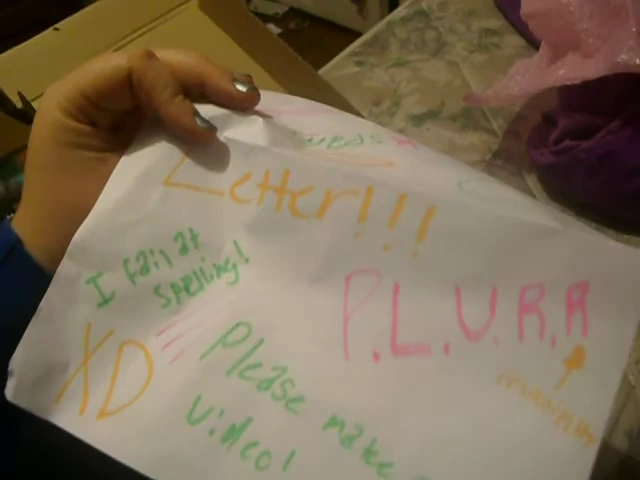 Letter!!!
I fail at
spelling!
P.L.U.R.R
XD
Please make
video!